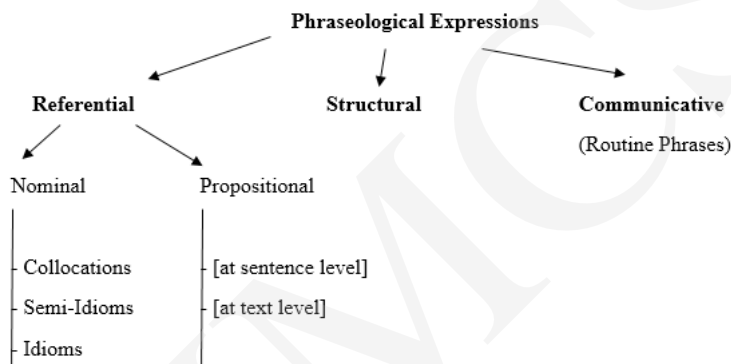 Phraseological Expressions
Referential Structural Communicative
(Routine Phrases)
Nominal Propositional
- Collocations - [at sentence level]
- Semi-Idioms - [at text level]
- Idioms